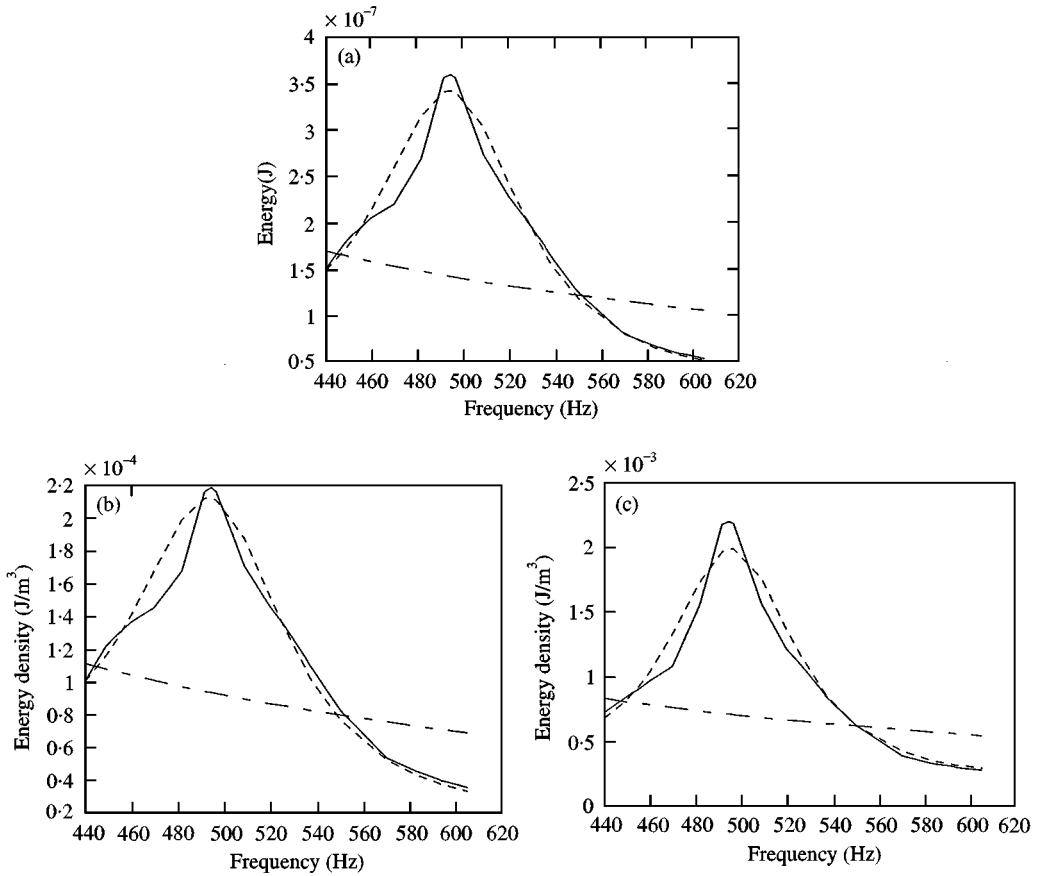 × 10⁻⁷
4
3·5
3
2·5
2
1·5
1
0·5
(a)
Energy(J)
440 460 480 500 520 540 560 580 600 620
Frequency (Hz)
× 10⁻⁴
2·2
2
1·8
1·6
1·4
1·2
1
0·8
0·6
0·4
0·2
(b)
Energy density (J/m³)
440 460 480 500 520 540 560 580 600 620
Frequency (Hz)
× 10⁻³
2·5
2
1·5
1
0·5
0
(c)
Energy density (J/m³)
440 460 480 500 520 540 560 580 600 620
Frequency (Hz)